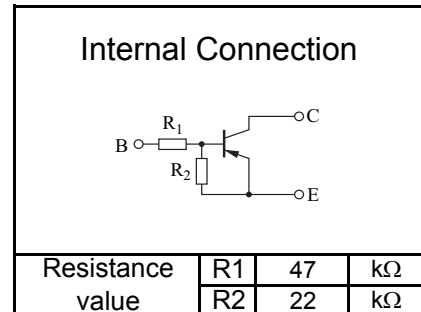 Internal Connection
R1
C
B
R2
E
Resistance value R1 47 kΩ
R2 22 kΩ